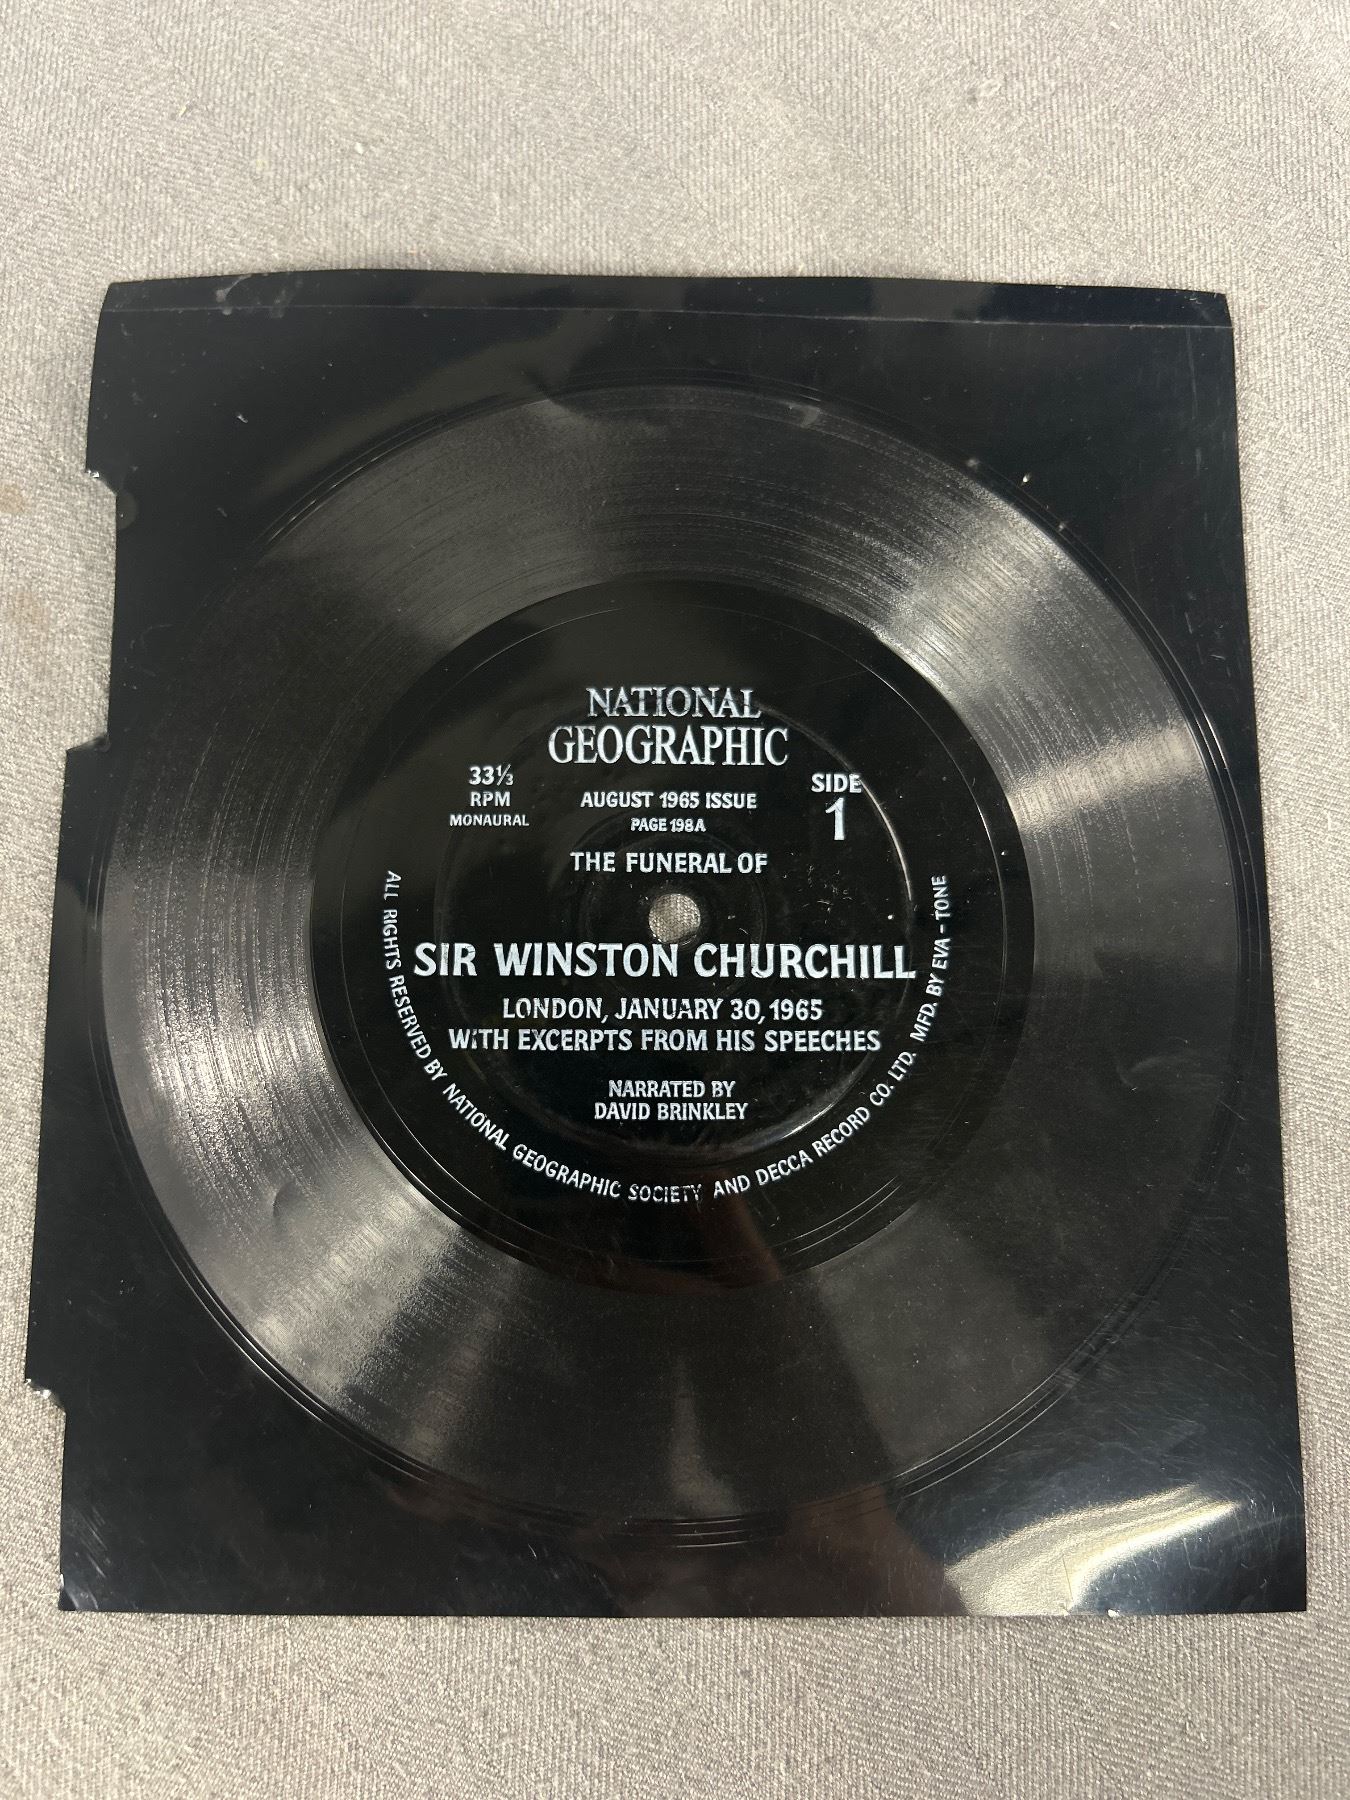 NATIONAL
GEOGRAPHIC
33⅓
RPM
MONAURAL
AUGUST 1965 ISSUE
PAGE 198A
SIDE
1
THE FUNERAL OF
SIR WINSTON CHURCHILL
LONDON, JANUARY 30, 1965
WITH EXCERPTS FROM HIS SPEECHES
NARRATED BY
DAVID BRINKLEY
ALL RIGHTS RESERVED BY NATIONAL GEOGRAPHIC SOCIETY AND DECCA RECORD CO. LTD. MFD. BY EVA-TONE